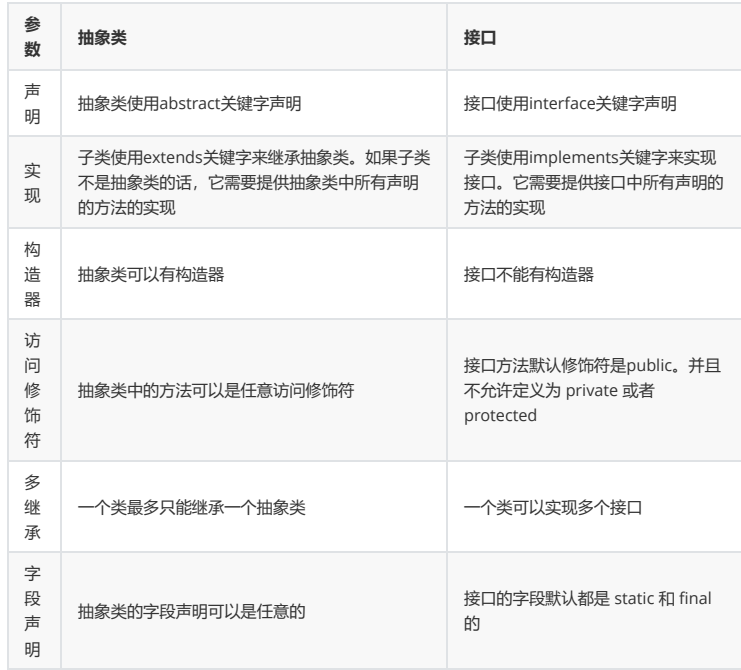 参数
抽象类
接口
声明
抽象类使用abstract关键字声明
接口使用interface关键字声明
实现
子类使用extends关键字来继承抽象类。如果子类
不是抽象类的话，它需要提供抽象类中所有声明
的方法的实现
子类使用implements关键字来实现
接口。它需要提供接口中所有声明的
方法的实现
构造器
抽象类可以有构造器
接口不能有构造器
访问修饰符
抽象类中的方法可以是任意访问修饰符
接口方法默认修饰符是public。并且
不允许定义为 private 或者
protected
多继承
一个类最多只能继承一个抽象类
一个类可以实现多个接口
字段声明
抽象类的字段声明可以是任意的
接口的字段默认都是 static 和 final
的